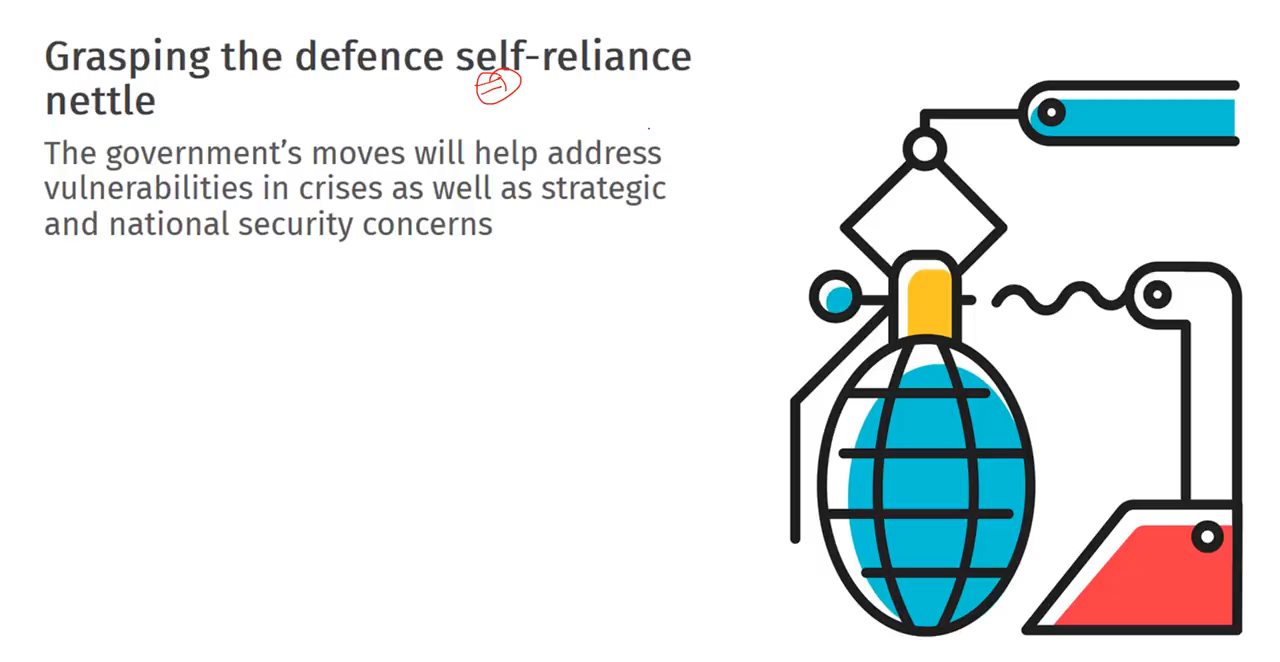 Grasping the defence self-reliance
nettle
The government’s moves will help address
vulnerabilities in crises as well as strategic
and national security concerns